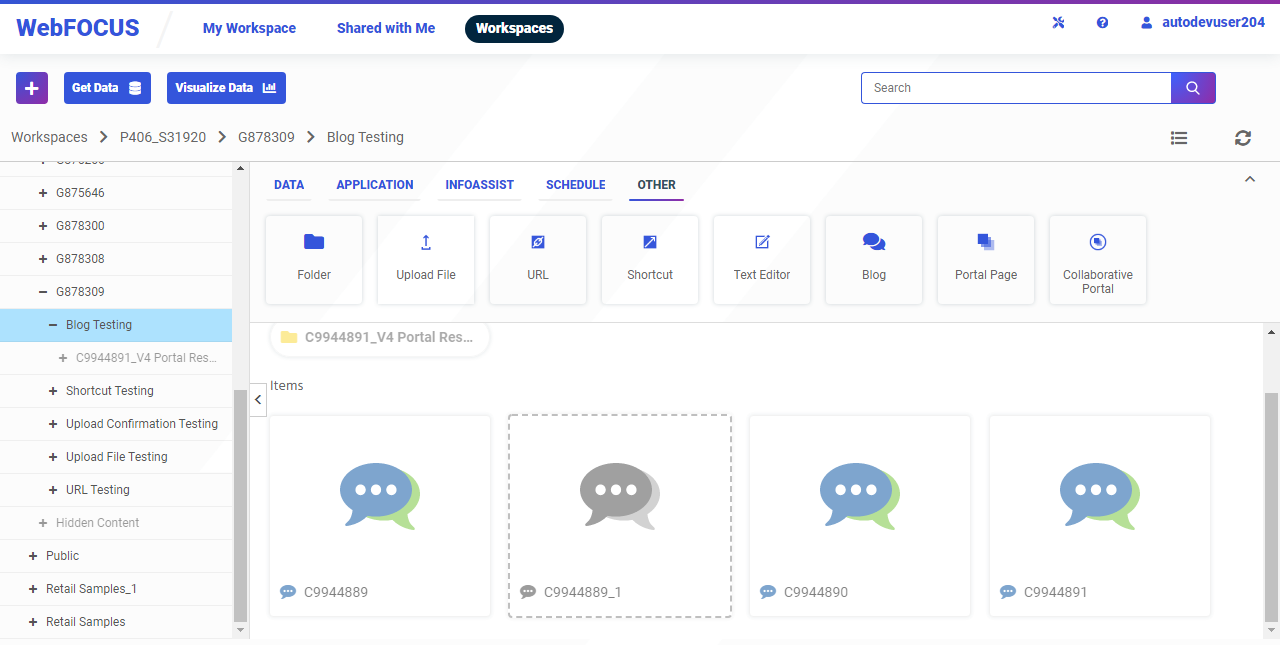 WebFOCUS
My Workspace
Shared with Me
Workspaces
autodevuser204
Get Data
Visualize Data
Search
Workspaces > P406_S31920 > G878309 > Blog Testing
G875646
G878300
G878308
G878309
Blog Testing
C9944891_V4 Portal Res...
Shortcut Testing
Upload Confirmation Testing
Upload File Testing
URL Testing
Hidden Content
Public
Retail Samples_1
Retail Samples
DATA
APPLICATION
INFOASSIST
SCHEDULE
OTHER
Folder
Upload File
URL
Shortcut
Text Editor
Blog
Portal Page
Collaborative
Portal
C9944891_V4 Portal Res...
Items
C9944889
C9944889_1
C9944890
C9944891